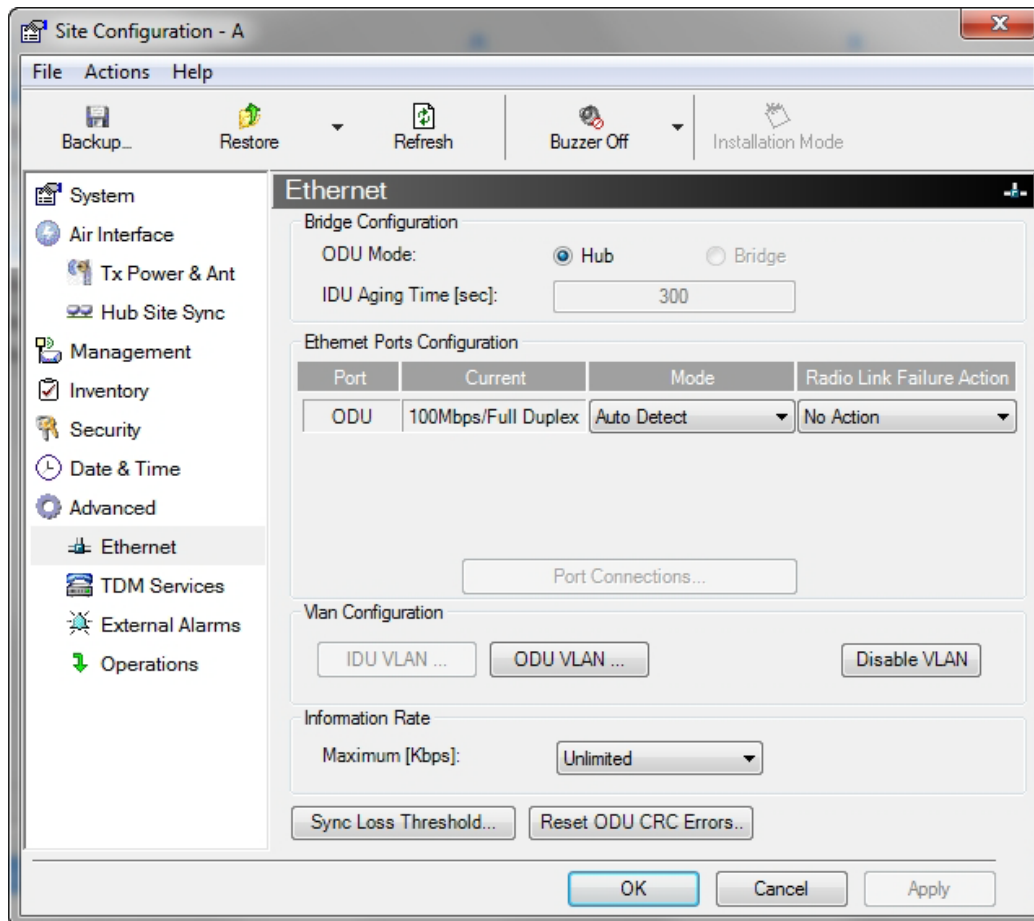 Site Configuration - A
File Actions Help
Backup... Restore Refresh Buzzer Off Installation Mode
System
Air Interface
Tx Power & Ant
Hub Site Sync
Management
Inventory
Security
Date & Time
Advanced
Ethernet
TDM Services
External Alarms
Operations
Ethernet
Bridge Configuration
ODU Mode: Hub Bridge
IDU Aging Time [sec]: 300
Ethernet Ports Configuration
Port Current Mode Radio Link Failure Action
ODU 100Mbps/Full Duplex Auto Detect No Action
Port Connections...
Vlan Configuration
IDU VLAN ... ODU VLAN ... Disable VLAN
Information Rate
Maximum [Kbps]: Unlimited
Sync Loss Threshold... Reset ODU CRC Errors..
OK Cancel Apply